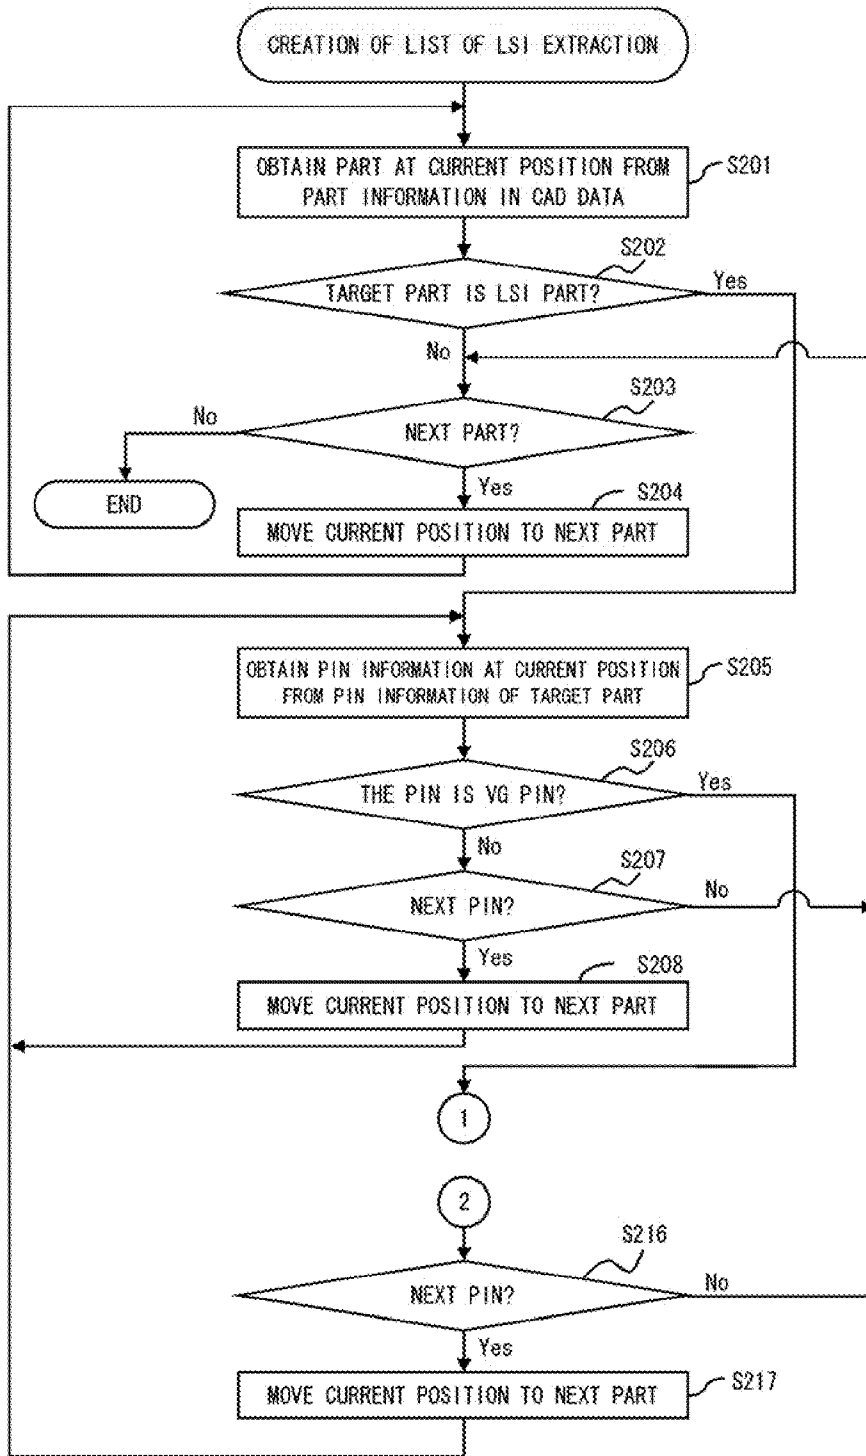 CREATION OF LIST OF LSI EXTRACTION
OBTAIN PART AT CURRENT POSITION FROM
PART INFORMATION IN CAD DATA
S201
S202
TARGET PART IS LSI PART?
Yes
No
S203
No
NEXT PART?
END
Yes
S204
MOVE CURRENT POSITION TO NEXT PART
OBTAIN PIN INFORMATION AT CURRENT POSITION
FROM PIN INFORMATION OF TARGET PART
S205
S206
THE PIN IS VG PIN?
Yes
No
S207
NEXT PIN?
No
Yes
S208
MOVE CURRENT POSITION TO NEXT PART
1
2
S216
NEXT PIN?
No
Yes
MOVE CURRENT POSITION TO NEXT PART
S217